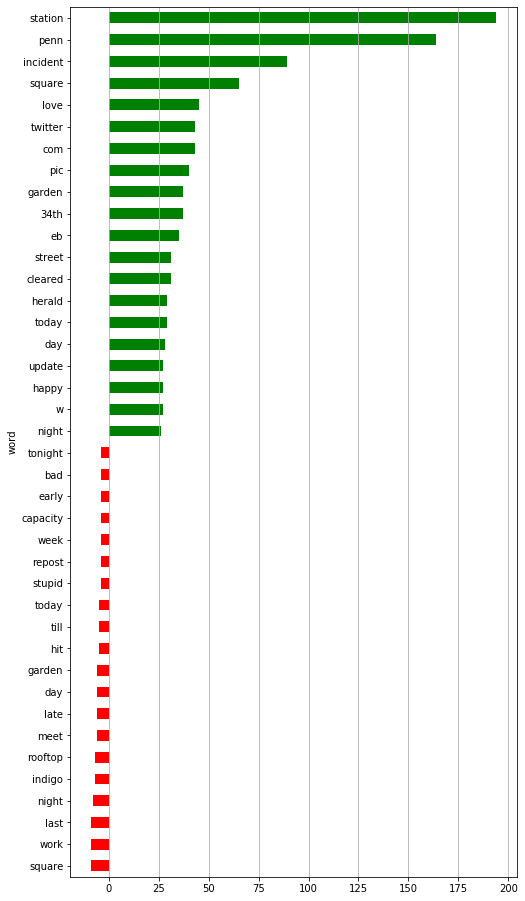 station
penn
incident
square
love
twitter
com
pic
garden
34th
eb
street
cleared
herald
today
day
update
happy
w
night
word
tonight
bad
early
capacity
week
repost
stupid
today
till
hit
garden
day
late
meet
rooftop
indigo
night
last
work
square
0 25 50 75 100 125 150 175 200